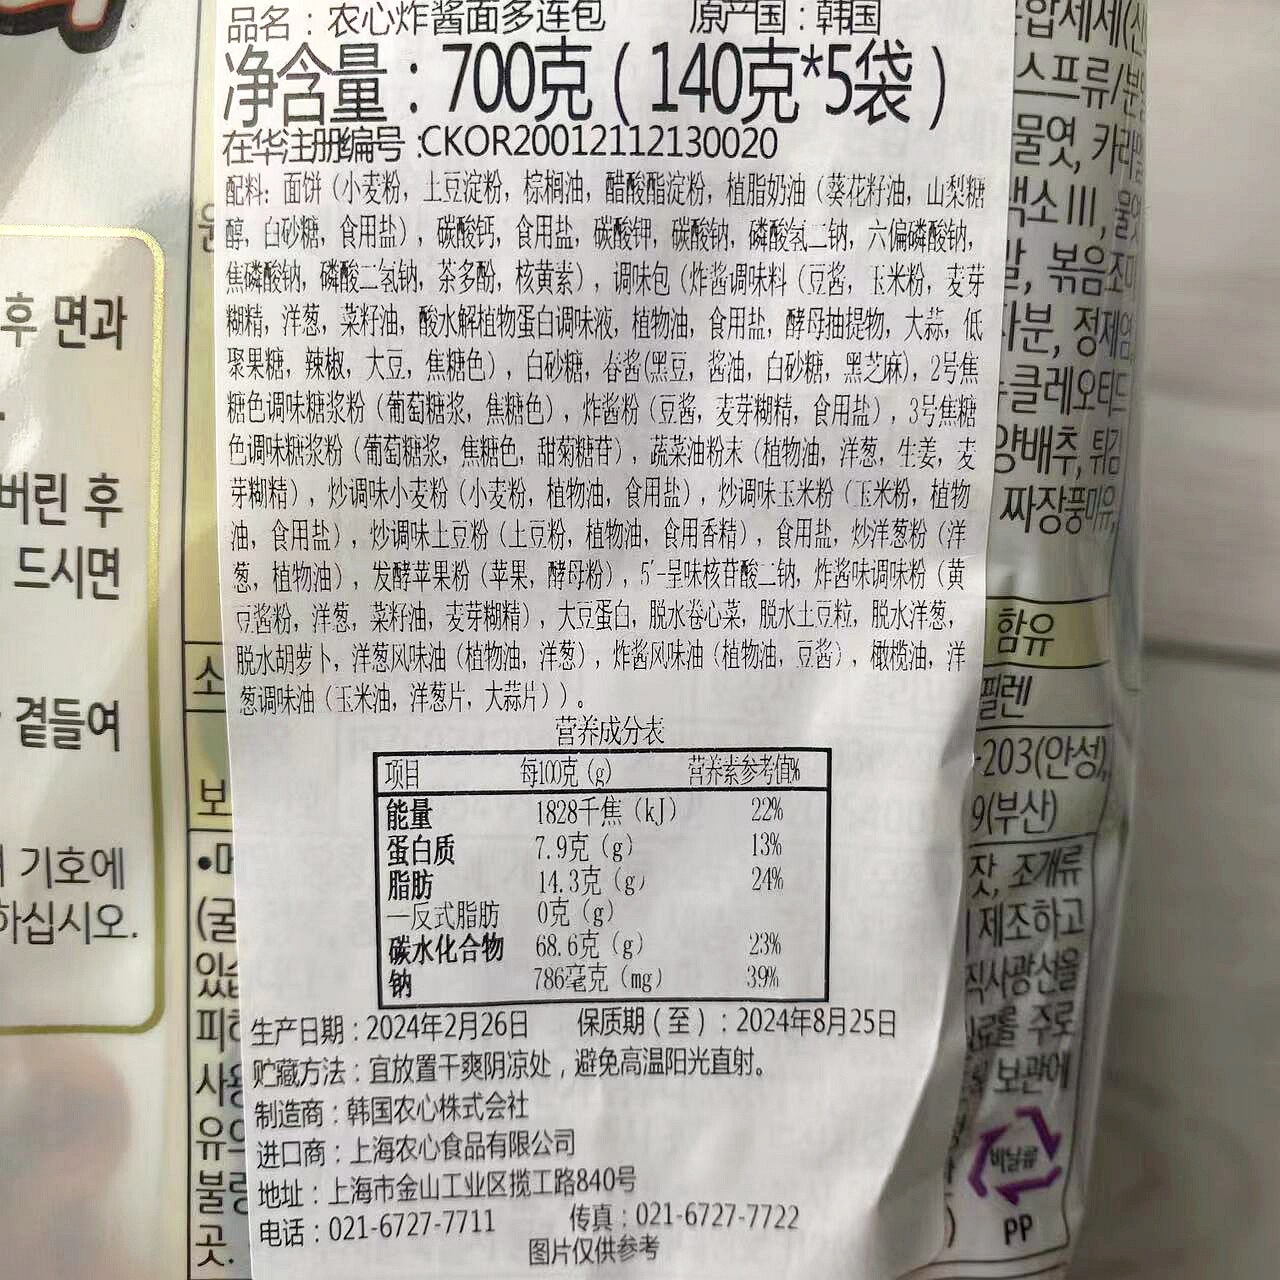 品名：农心炸酱面多连包 原产国：韩国
净含量：700克（140克*5袋）
在华注册编号:CKOR20012112130020
配料：面饼（小麦粉，土豆淀粉，棕榈油，醋酸酯淀粉，植脂奶油（葵花籽油，山梨糖
醇，白砂糖，食用盐），碳酸钙，食用盐，碳酸钾，碳酸钠，磷酸氢二钠，六偏磷酸钠，
焦磷酸钠，磷酸二氢钠，茶多酚，核黄素），调味包（炸酱调味料（豆酱，玉米粉，麦芽
糊精，洋葱，菜籽油，酸水解植物蛋白调味液，植物油，食用盐，酵母抽提物，大蒜，低
聚果糖，辣椒，大豆，焦糖色），白砂糖，春酱(黑豆，酱油，白砂糖，黑芝麻)，2号焦
糖色调味糖浆粉（葡萄糖浆，焦糖色），炸酱粉（豆酱，麦芽糊精，食用盐），3号焦糖
色调味糖浆粉（葡萄糖浆，焦糖色，甜菊糖苷），蔬菜油粉末（植物油，洋葱，生姜，麦
芽糊精），炒调味小麦粉（小麦粉，植物油，食用盐），炒调味玉米粉（玉米粉，植物
油，食用盐），炒调味土豆粉（土豆粉，植物油，食用香精），食用盐，炒洋葱粉（洋
葱，植物油），发酵苹果粉（苹果，酵母粉），5′-呈味核苷酸二钠，炸酱味调味粉（黄
豆酱粉，洋葱，菜籽油，麦芽糊精），大豆蛋白，脱水卷心菜，脱水土豆粒，脱水洋葱，
脱水胡萝卜，洋葱风味油（植物油，洋葱），炸酱风味油（植物油，豆酱），橄榄油，洋
葱调味油（玉米油，洋葱片，大蒜片））。
营养成分表
项目 每100克（g） 营养素参考值%
能量 1828千焦（kJ） 22%
蛋白质 7.9克（g） 13%
脂肪 14.3克（g） 24%
—反式脂肪 0克（g）
碳水化合物 68.6克（g） 23%
钠 786毫克（mg） 39%
生产日期：2024年2月26日 保质期（至）：2024年8月25日
贮藏方法：宜放置干爽阴凉处，避免高温阳光直射。
制造商：韩国农心株式会社
进口商：上海农心食品有限公司
地址：上海市金山工业区揽工路840号
电话：021-6727-7711 传真：021-6727-7722
图片仅供参考
후 면과
버린 후
드시면
곁들여
기호에
하십시오.
스프류/분말
물엿, 카라멜
볶음조미
양배추, 튀김
짜장풍미유,
함유
필렌
-203(안성),
9(부산)
잣, 조개류
제조하고
직사광선을
료를 주로
보관에
비닐류
PP